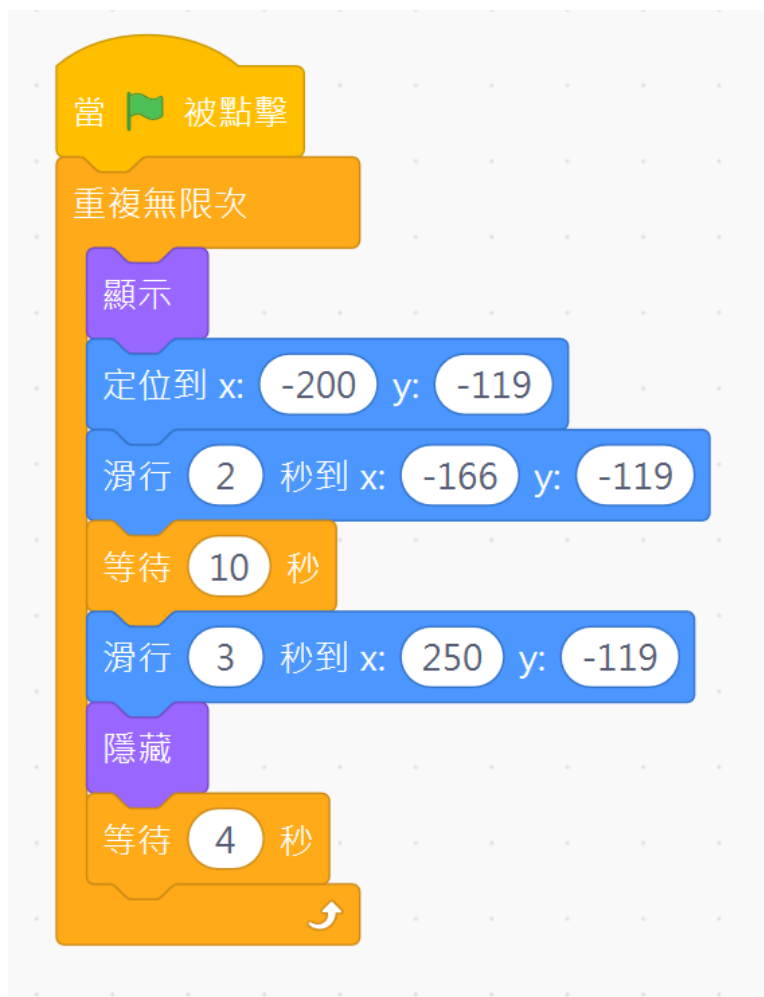 當 被點擊
重複無限次
顯示
定位到 x: -200 y: -119
滑行 2 秒到 x: -166 y: -119
等待 10 秒
滑行 3 秒到 x: 250 y: -119
隱藏
等待 4 秒